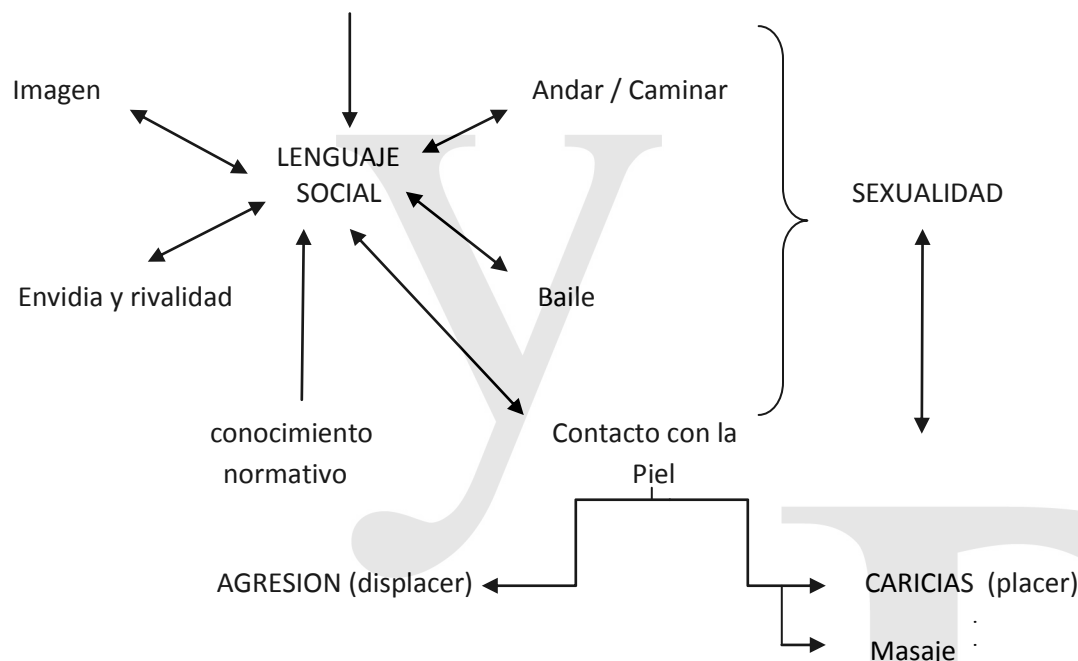 Imagen
Andar / Caminar
LENGUAJE
SOCIAL
SEXUALIDAD
Envidia y rivalidad
Baile
conocimiento
normativo
Contacto con la
Piel
AGRESION (displacer)
CARICIAS (placer)
Masaje